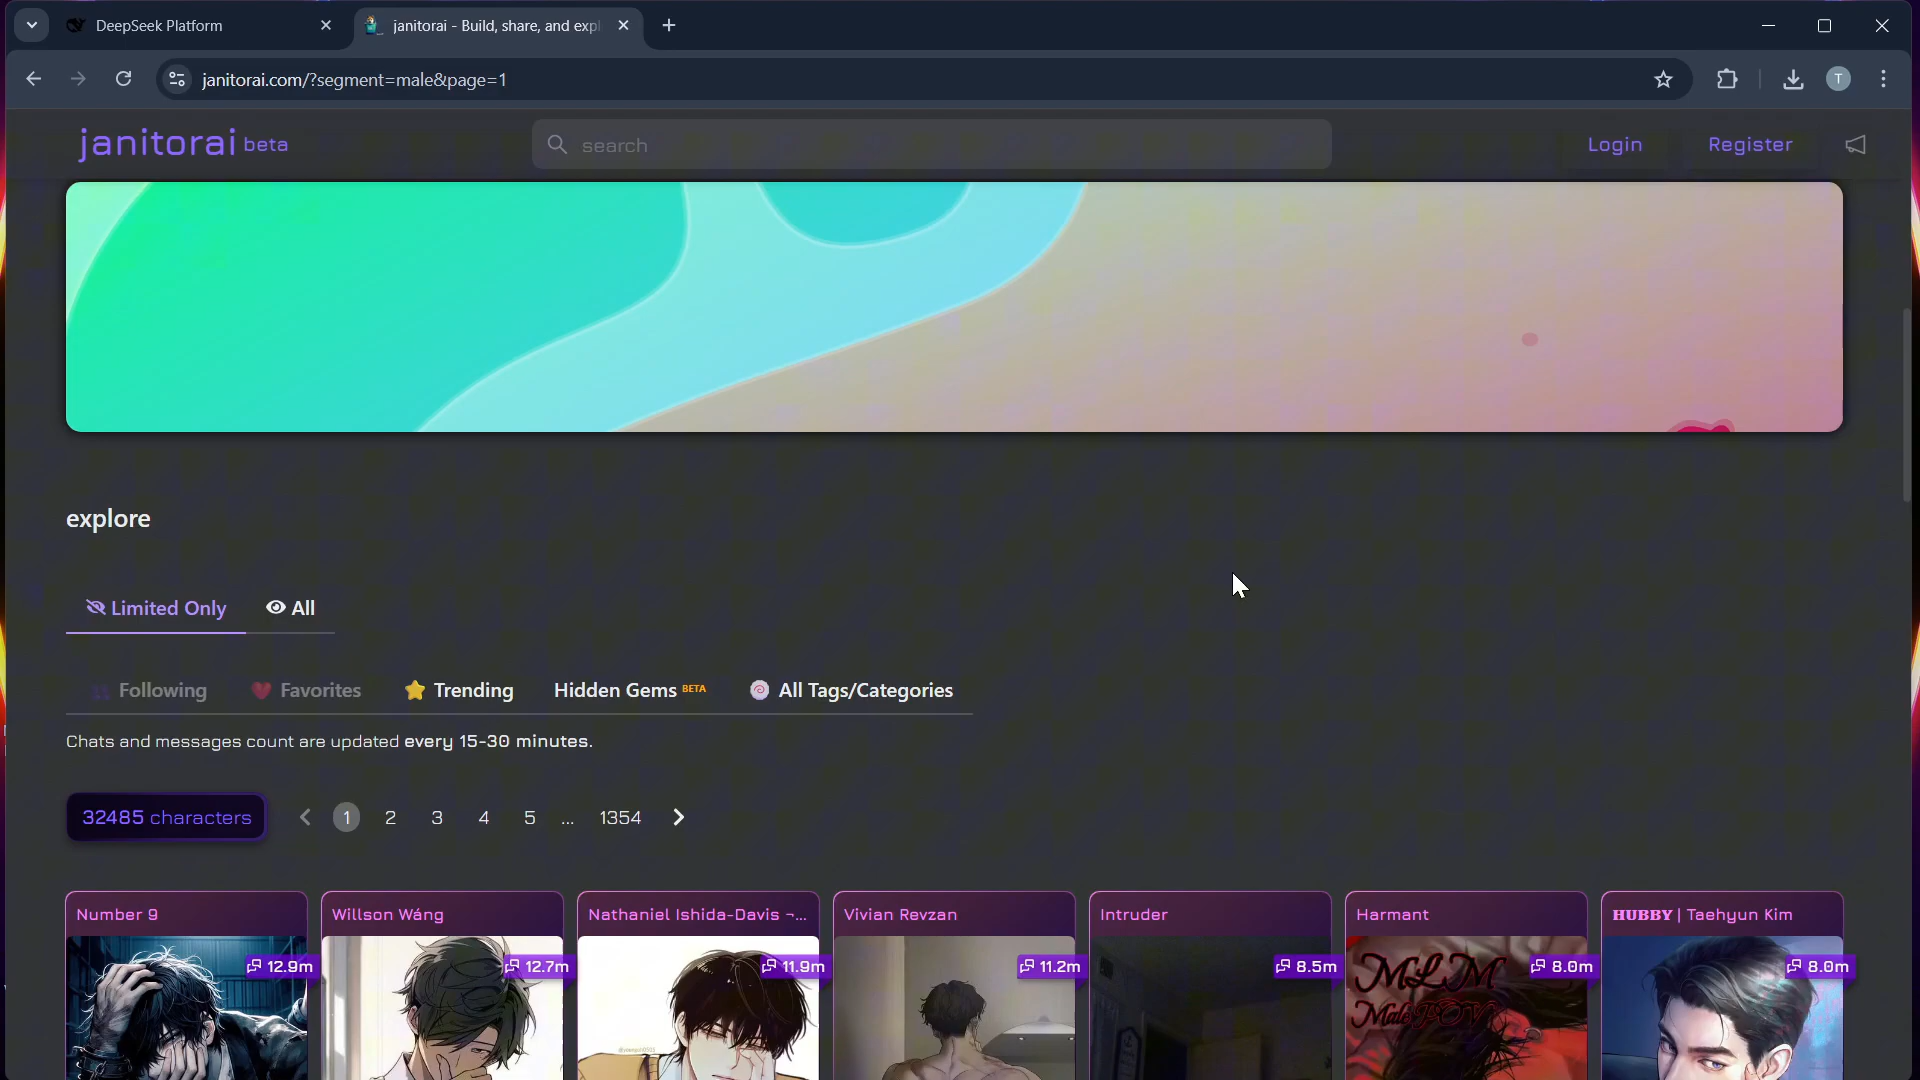 DeepSeek Platform
janitorai - Build, share, and expl
janitorai.com/?segment=male&page=1
T
janitorai beta
search
Login
Register
explore
Limited Only
All
Following
Favorites
Trending
Hidden Gems BETA
All Tags/Categories
Chats and messages count are updated every 15-30 minutes.
32485 characters
1 2 3 4 5 ... 1354
Number 9
Willson Wáng
Nathaniel Ishida-Davis ¬...
Vivian Revzan
Intruder
Harmant
HUBBY | Taehyun Kim
12.9m
12.7m
11.9m
11.2m
8.5m
8.0m
8.0m
MLM
Male POV